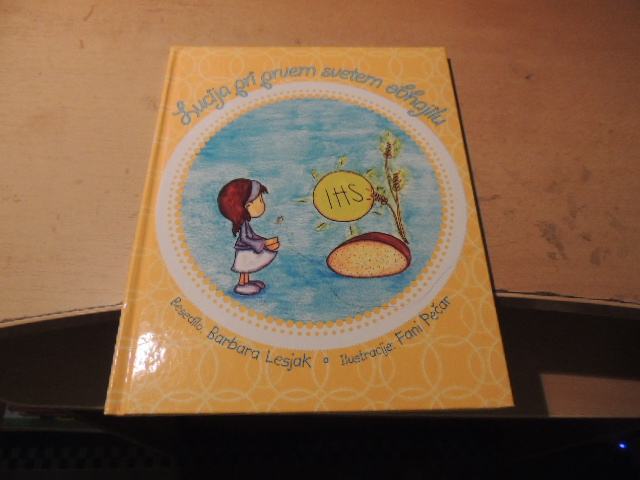 Lucija pri prvem svetem obhajilu
IHS
Besedilo: Barbara Lesjak • Ilustracije: Fani Pečar